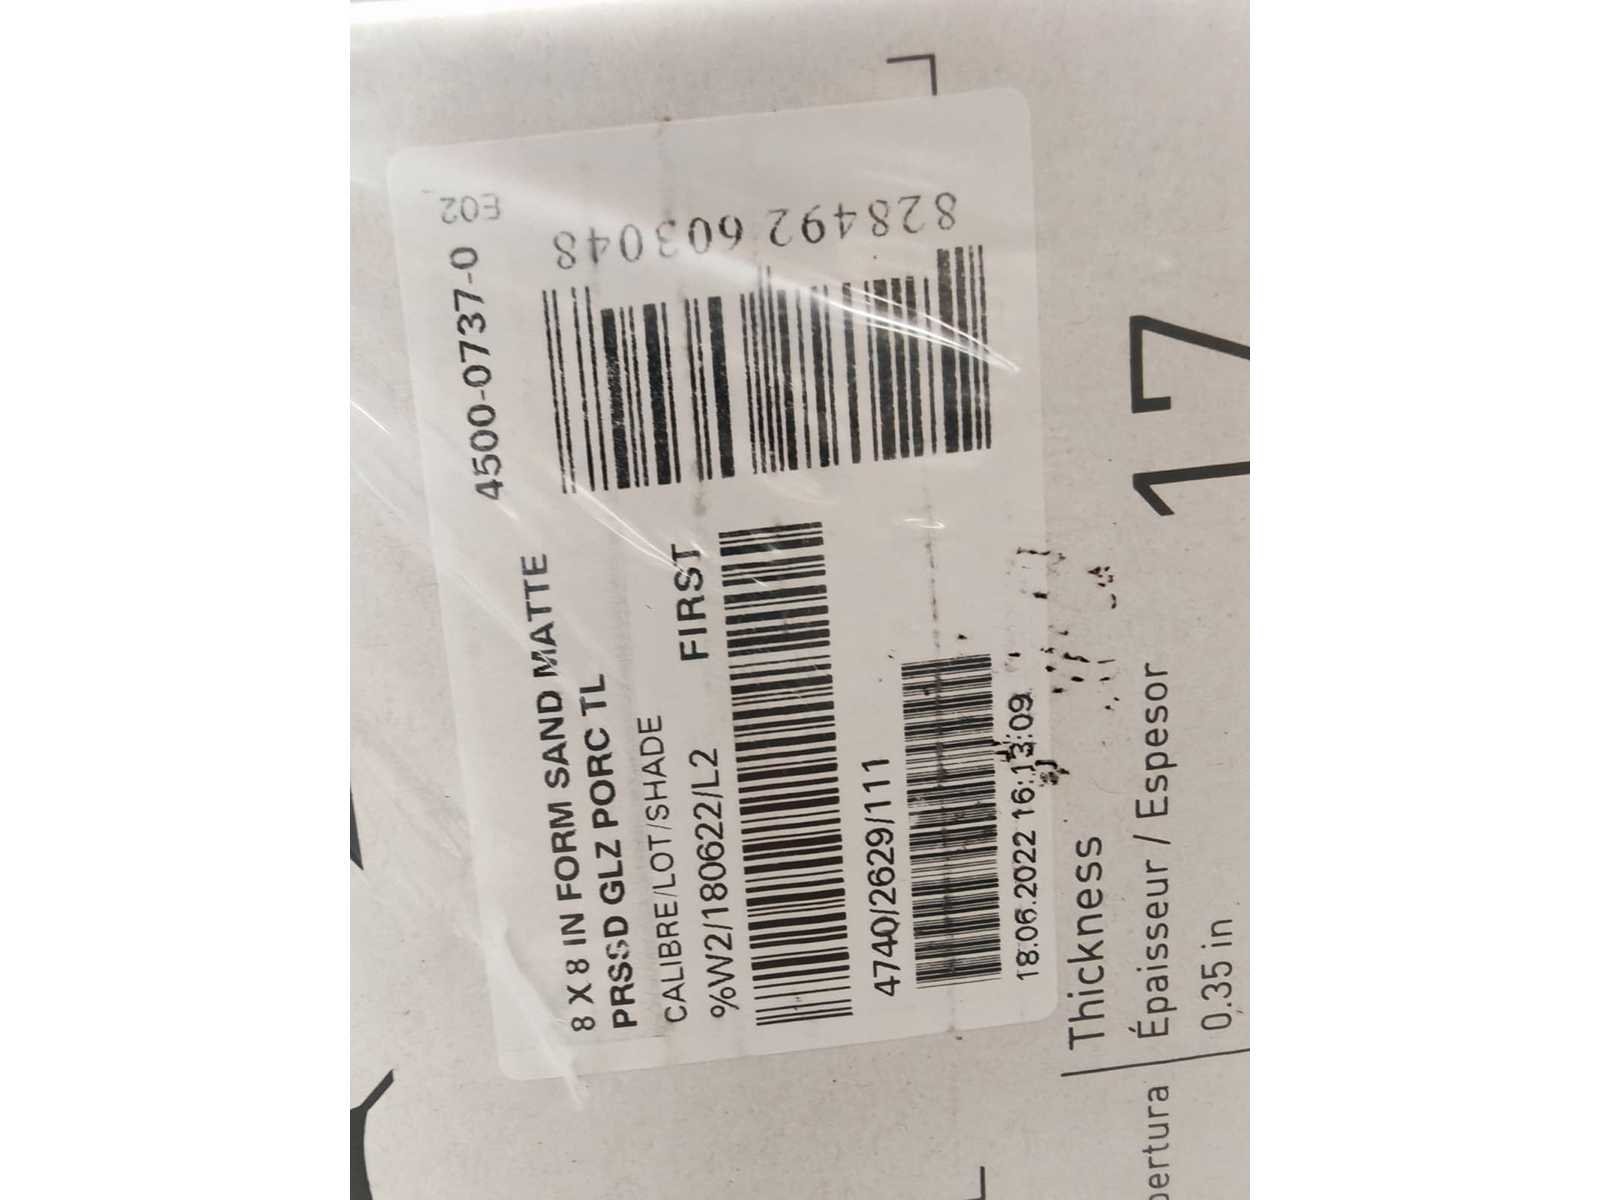 4500-0737-0
E02
828492 603048
8 X 8 IN FORM SAND MATTE
PRSSD GLZ PORC TL
CALIBRE/LOT/SHADE
FIRST
%W2/180622/L2
4740/2629/111
18.06.2022 16:13:09
Thickness
Épaisseur / Espesor
0.35 in
17
pertura